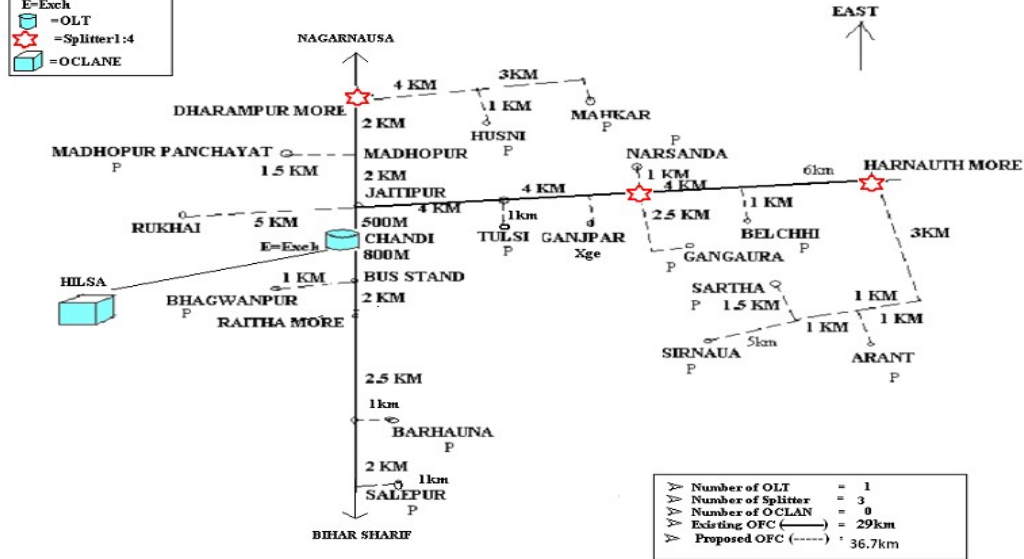 E=Exch
=OLT
=Splitter1:4
=OCLANE
EAST
NAGARNAUSA
4 KM
3KM
DHARAMPUR MORE
1 KM
MAHKAR
P
2 KM
HUSNI
P
P
MADHOPUR PANCHAYAT
P
MADHOPUR
NARSANDA
HARNAUTH MORE
1.5 KM
2 KM
1 KM
6km
JAITIPUR
4 KM
4 KM
4 KM
RUKHAI
5 KM
500M
1km
2.5 KM
1 KM
3KM
E=Exch
CHANDI
TULSI
P
GANJPAR
Xge
BELCHHI
P
800M
GANGAURA
P
HILSA
1 KM
BUS STAND
SARTHA
P
BHAGWANPUR
P
2 KM
1.5 KM
1 KM
RAITHA MORE
1 KM
1 KM
5km
SIRNAUA
P
ARANT
P
2.5 KM
1km
BARHAUNA
P
2 KM
1km
SALEPUR
P
BIHAR SHARIF
Number of OLT = 1
Number of Splitter = 3
Number of OCLAN = 0
Existing OFC (——) = 29km
Proposed OFC (-----) = 36.7km